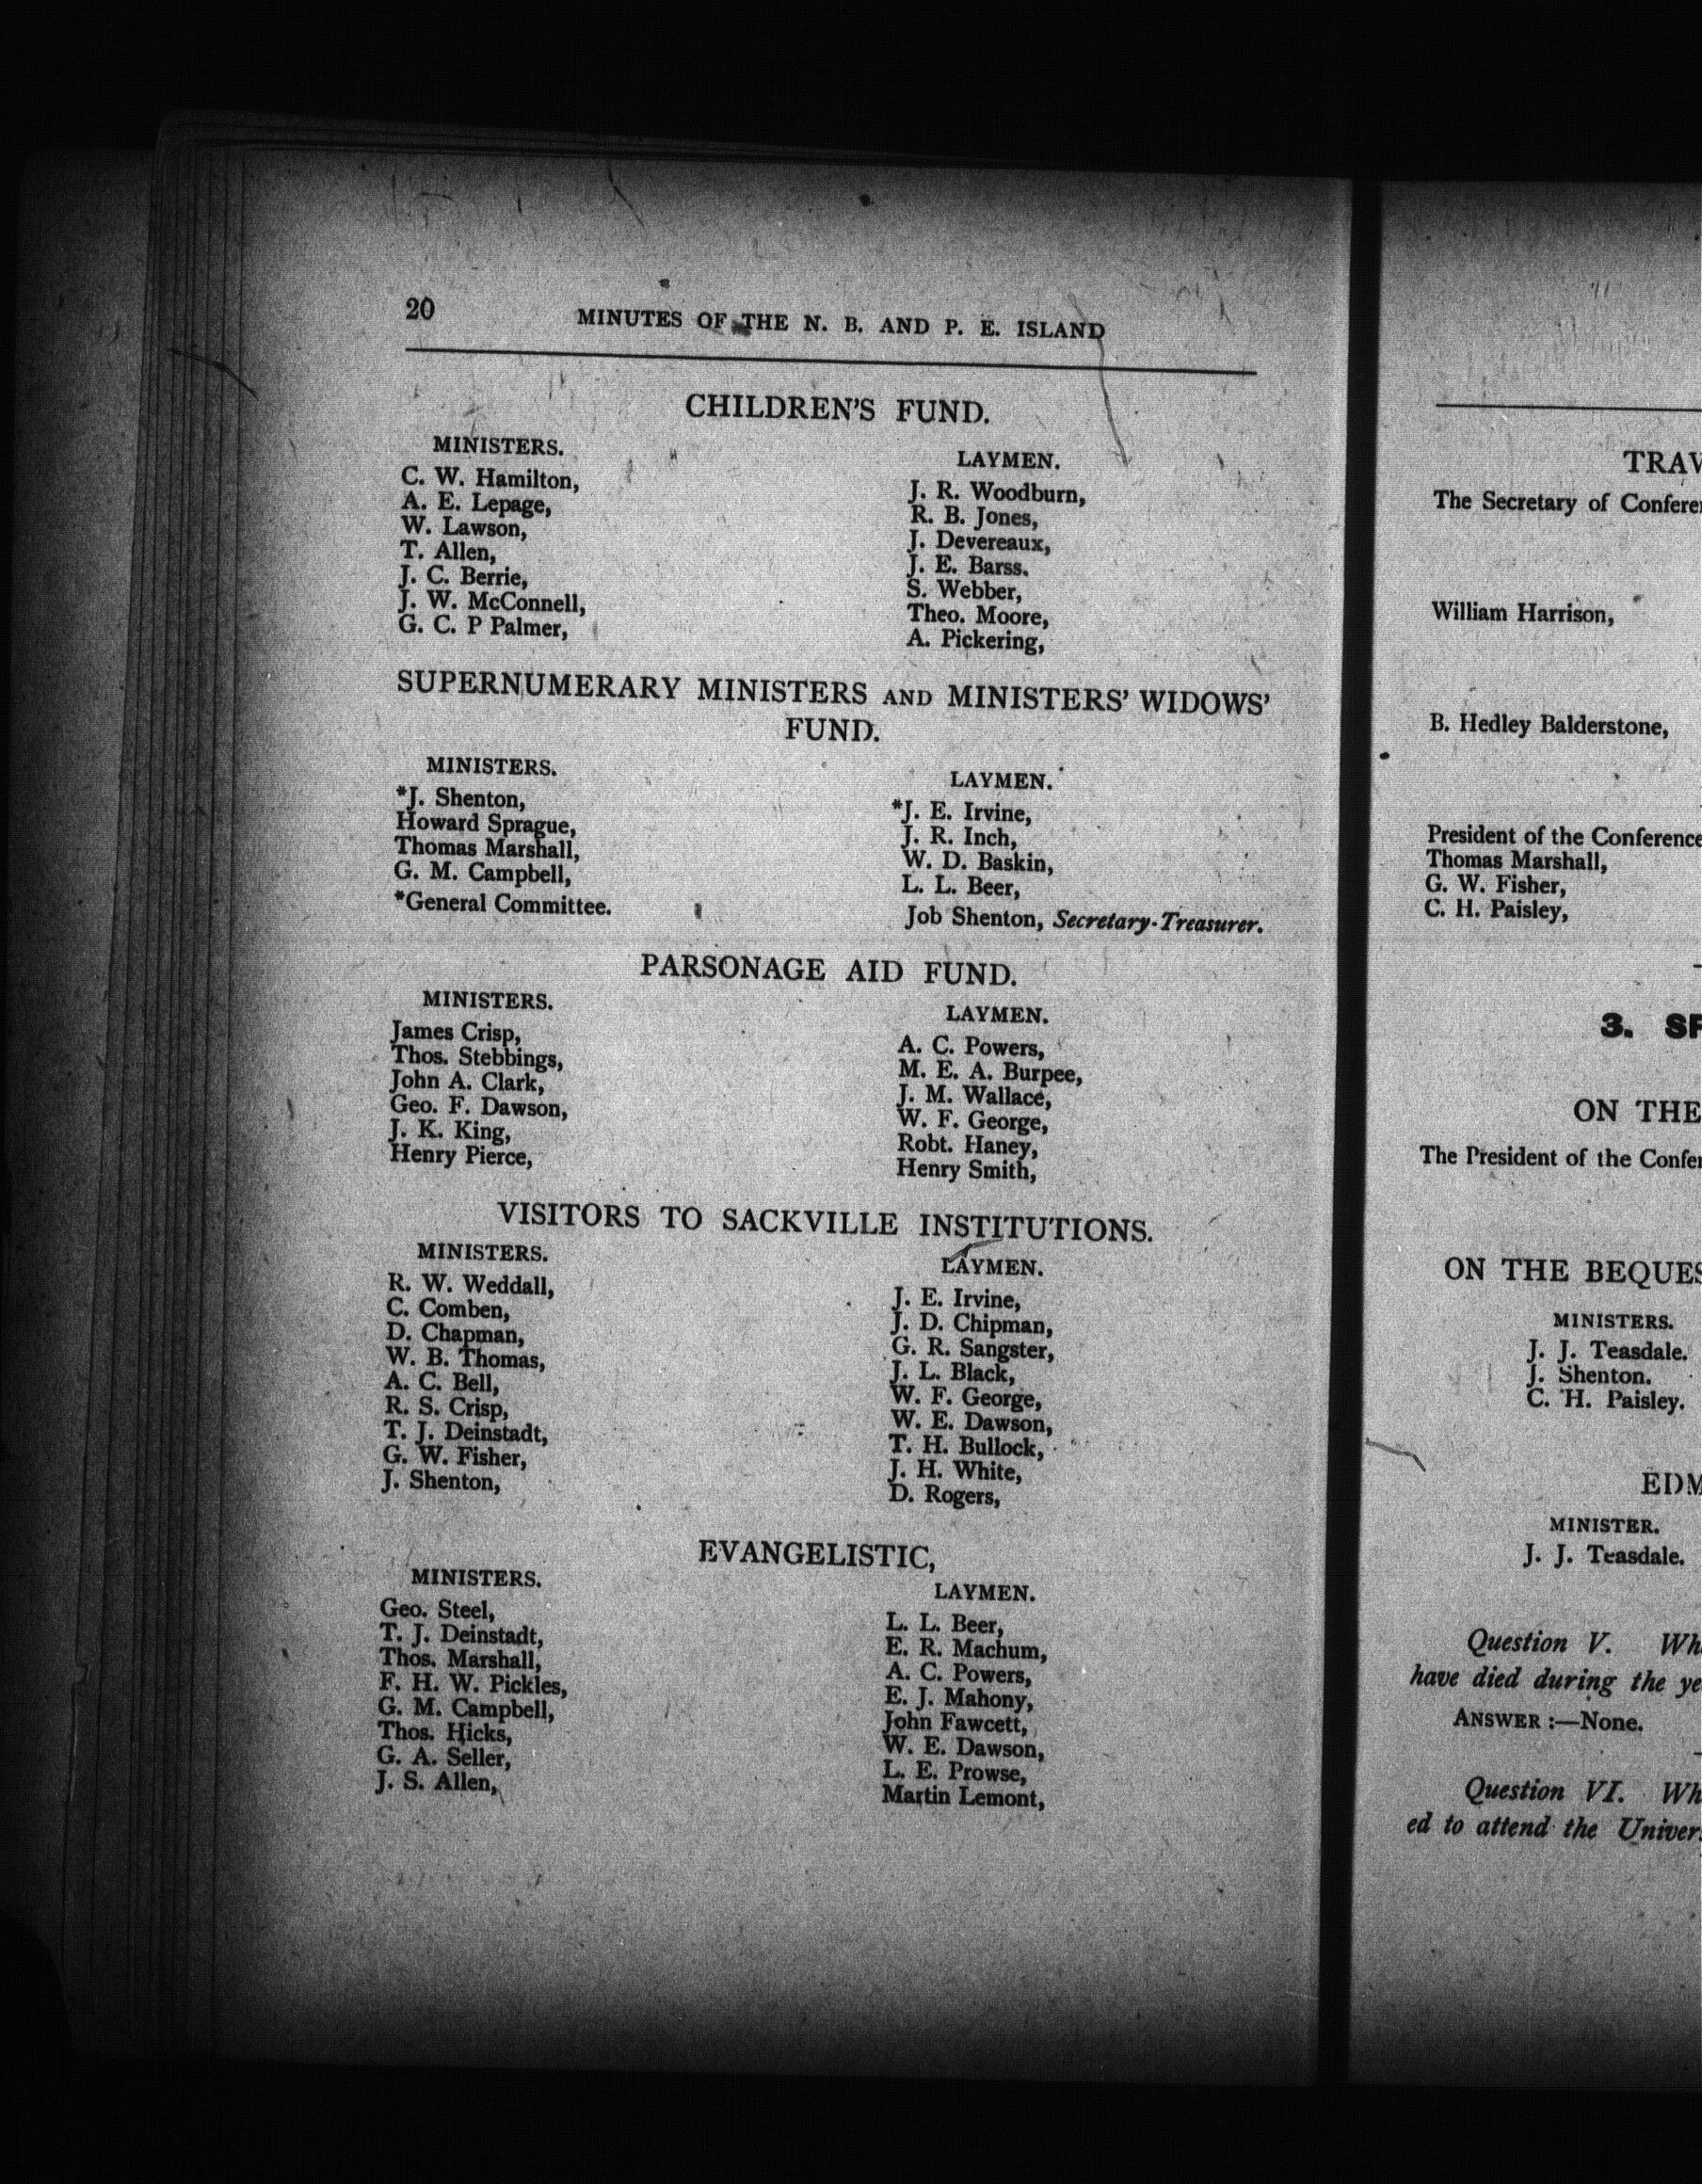 20
MINUTES OF THE N. B. AND P. E. ISLAND
CHILDREN'S FUND.
MINISTERS.
C. W. Hamilton,
A. E. Lepage,
W. Lawson,
T. Allen,
J. C. Berrie,
J. W. McConnell,
G. C. P Palmer,
LAYMEN.
J. R. Woodburn,
R. B. Jones,
J. Devereaux,
J. E. Barss.
S. Webber,
Theo. Moore,
A. Pickering,
SUPERNUMERARY MINISTERS AND MINISTERS' WIDOWS'
FUND.
MINISTERS.
*J. Shenton,
Howard Sprague,
Thomas Marshall,
G. M. Campbell,
*General Committee.
LAYMEN.
*J. E. Irvine,
J. R. Inch,
W. D. Baskin,
L. L. Beer,
Job Shenton, Secretary-Treasurer.
PARSONAGE AID FUND.
MINISTERS.
James Crisp,
Thos. Stebbings,
John A. Clark,
Geo. F. Dawson,
J. K. King,
Henry Pierce,
LAYMEN.
A. C. Powers,
M. E. A. Burpee,
J. M. Wallace,
W. F. George,
Robt. Haney,
Henry Smith,
VISITORS TO SACKVILLE INSTITUTIONS.
MINISTERS.
R. W. Weddall,
C. Comben,
D. Chapman,
W. B. Thomas,
A. C. Bell,
R. S. Crisp,
T. J. Deinstadt,
G. W. Fisher,
J. Shenton,
LAYMEN.
J. E. Irvine,
J. D. Chipman,
G. R. Sangster,
J. L. Black,
W. F. George,
W. E. Dawson,
T. H. Bullock,
J. H. White,
D. Rogers,
EVANGELISTIC,
MINISTERS.
Geo. Steel,
T. J. Deinstadt,
Thos. Marshall,
F. H. W. Pickles,
G. M. Campbell,
Thos. Hicks,
G. A. Seller,
J. S. Allen,
LAYMEN.
L. L. Beer,
E. R. Machum,
A. C. Powers,
E. J. Mahony,
John Fawcett,
W. E. Dawson,
L. E. Prowse,
Martin Lemont,
TRAV
The Secretary of Confere
William Harrison,
B. Hedley Balderstone,
President of the Conference
Thomas Marshall,
G. W. Fisher,
C. H. Paisley,
3. SP
ON THE
The President of the Confe
ON THE BEQUES
MINISTERS.
J. J. Teasdale.
J. Shenton.
C. H. Paisley.
EDM
MINISTER.
J. J. Teasdale.
Question V. Wh
have died during the ye
ANSWER :—None.
Question VI. Wh
ed to attend the Univer